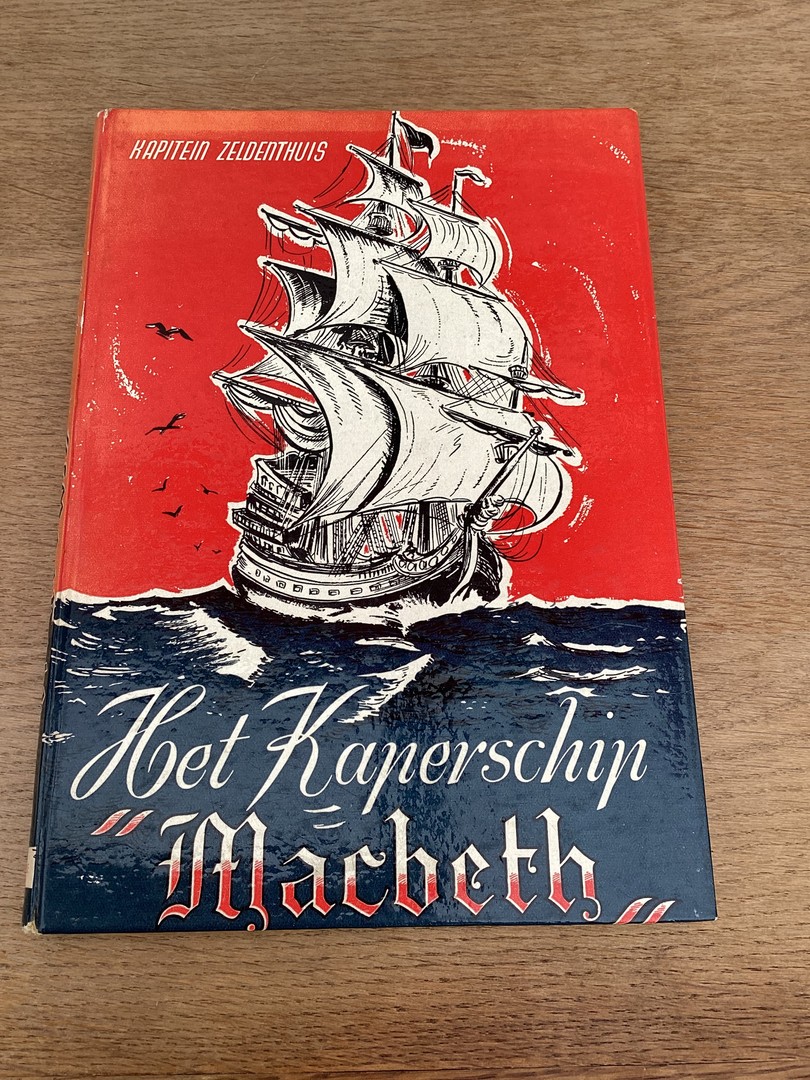 KAPITEIN ZELDENTHUIS
Het Kaperschip
"Macbeth"